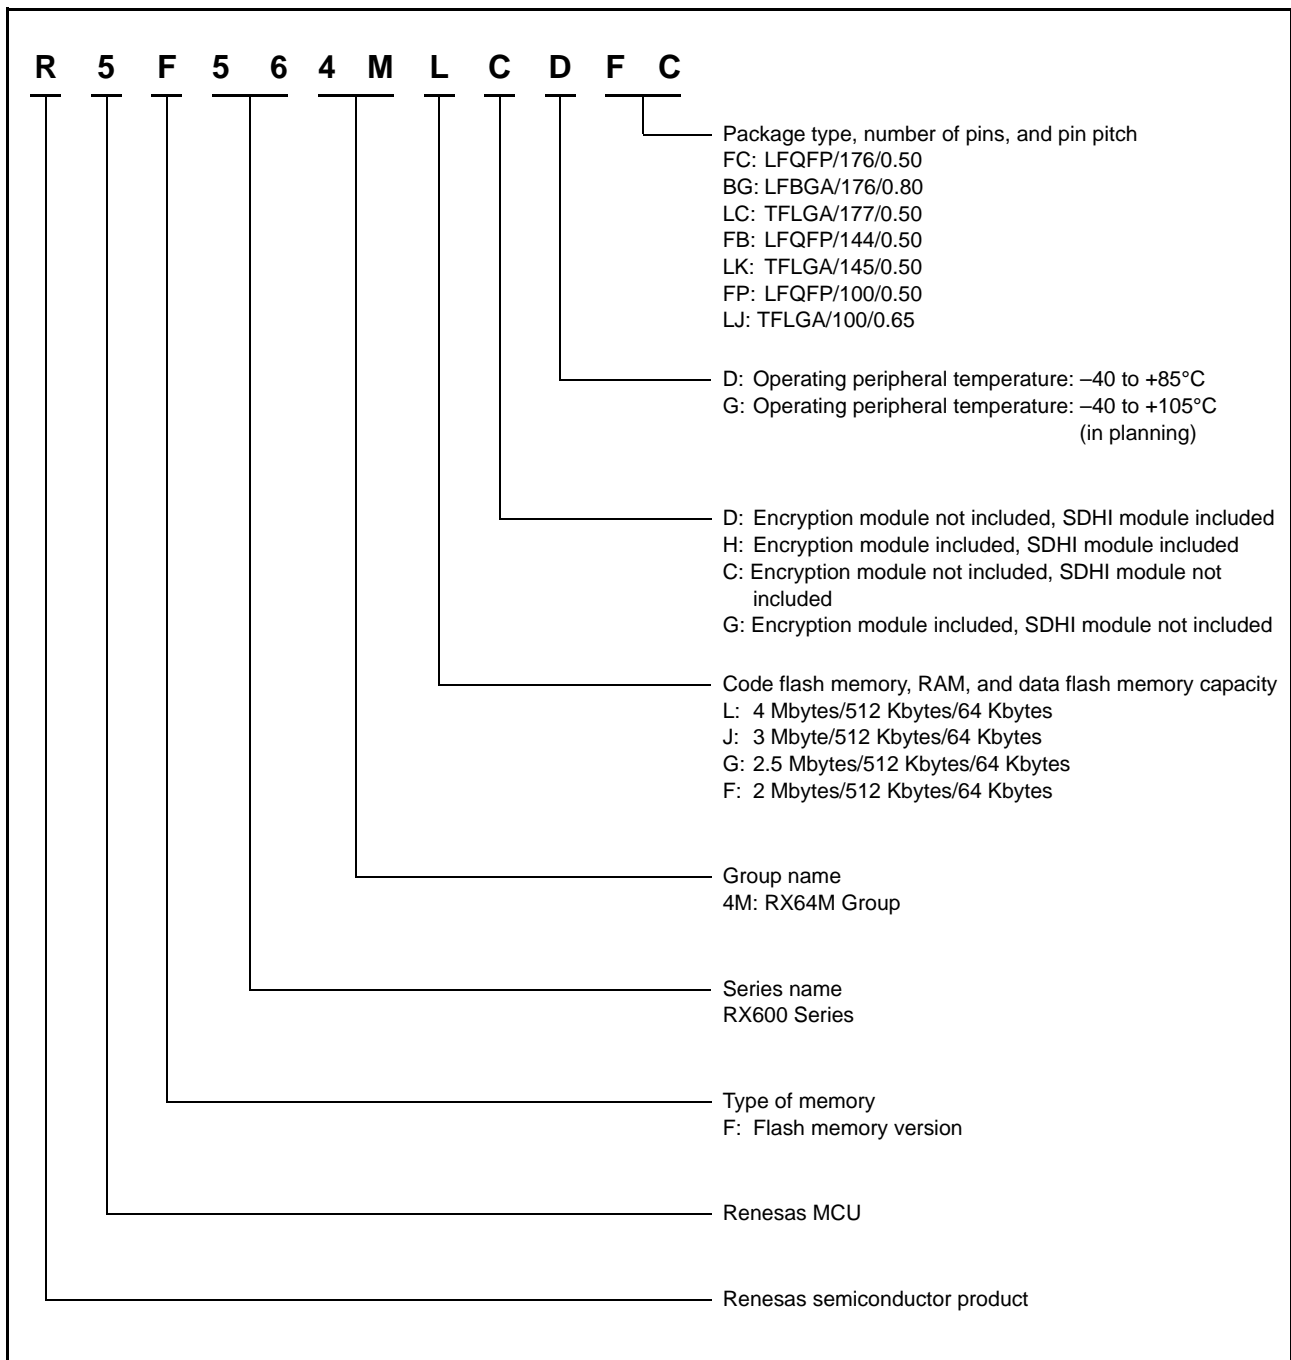 R 5 F 5 6 4 M L C D F C
Package type, number of pins, and pin pitch
FC: LFQFP/176/0.50
BG: LFBGA/176/0.80
LC: TFLGA/177/0.50
FB: LFQFP/144/0.50
LK: TFLGA/145/0.50
FP: LFQFP/100/0.50
LJ: TFLGA/100/0.65
D: Operating peripheral temperature: –40 to +85°C
G: Operating peripheral temperature: –40 to +105°C
(in planning)
D: Encryption module not included, SDHI module included
H: Encryption module included, SDHI module included
C: Encryption module not included, SDHI module not
included
G: Encryption module included, SDHI module not included
Code flash memory, RAM, and data flash memory capacity
L: 4 Mbytes/512 Kbytes/64 Kbytes
J: 3 Mbyte/512 Kbytes/64 Kbytes
G: 2.5 Mbytes/512 Kbytes/64 Kbytes
F: 2 Mbytes/512 Kbytes/64 Kbytes
Group name
4M: RX64M Group
Series name
RX600 Series
Type of memory
F: Flash memory version
Renesas MCU
Renesas semiconductor product